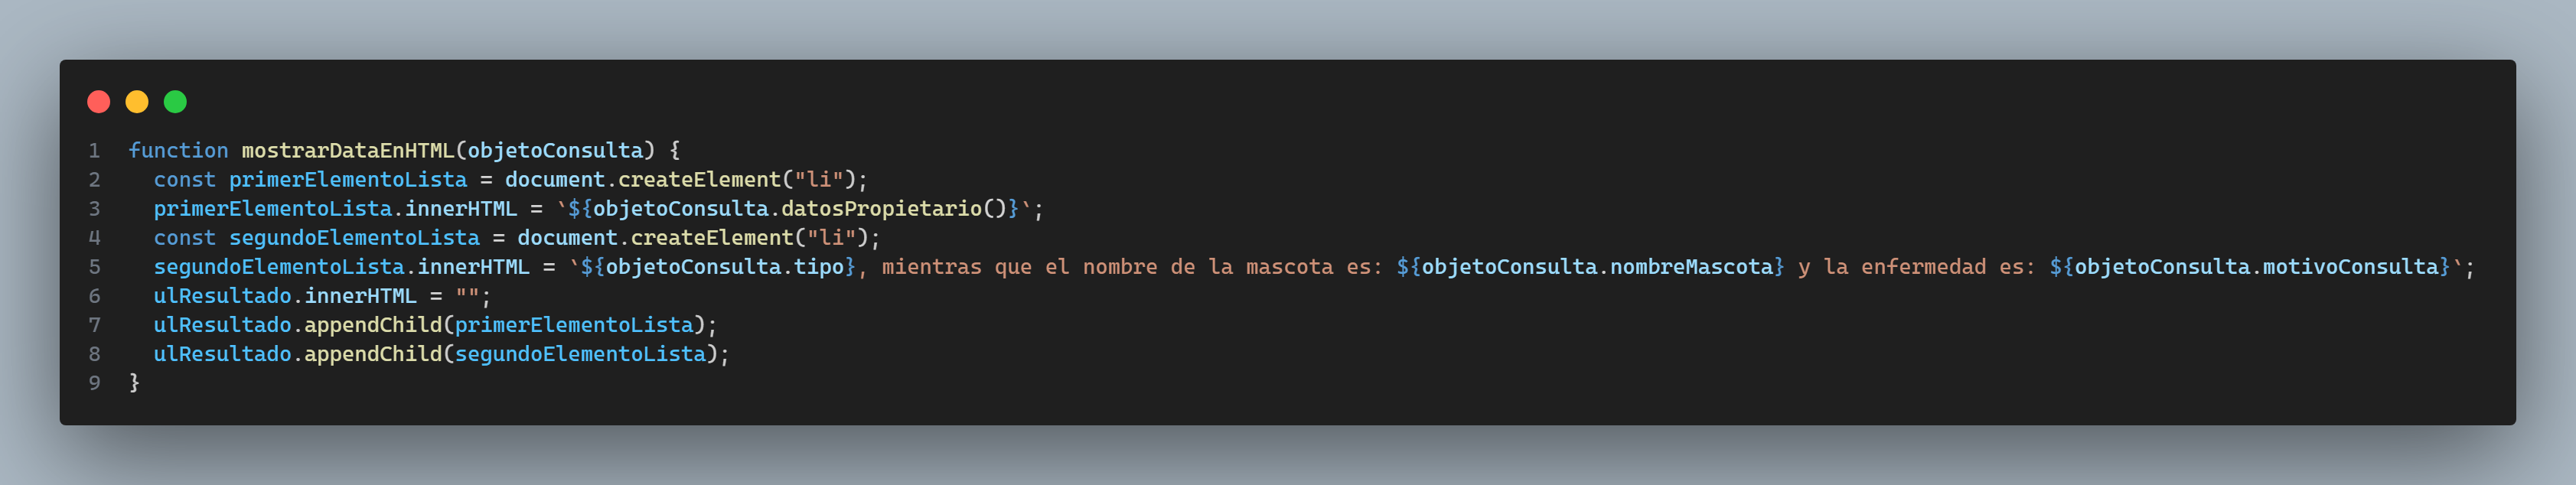 1 function mostrarDataEnHTML(objetoConsulta) {
2   const primerElementoLista = document.createElement("li");
3   primerElementoLista.innerHTML = `${objetoConsulta.datosPropietario()}`;
4   const segundoElementoLista = document.createElement("li");
5   segundoElementoLista.innerHTML = `${objetoConsulta.tipo}, mientras que el nombre de la mascota es: ${objetoConsulta.nombreMascota} y la enfermedad es: ${objetoConsulta.motivoConsulta}`;
6   ulResultado.innerHTML = "";
7   ulResultado.appendChild(primerElementoLista);
8   ulResultado.appendChild(segundoElementoLista);
9 }